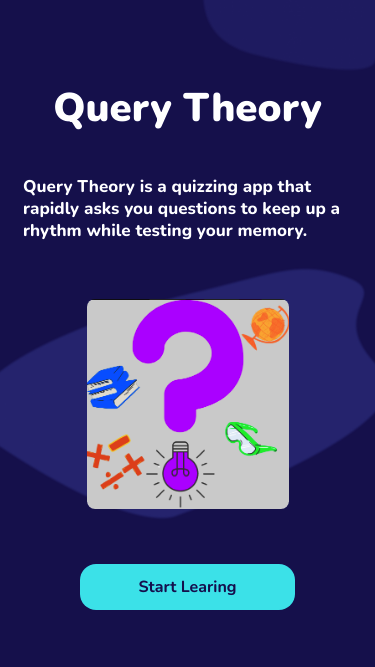 Query Theory
Query Theory is a quizzing app that
rapidly asks you questions to keep up a
rhythm while testing your memory.
Start Learing